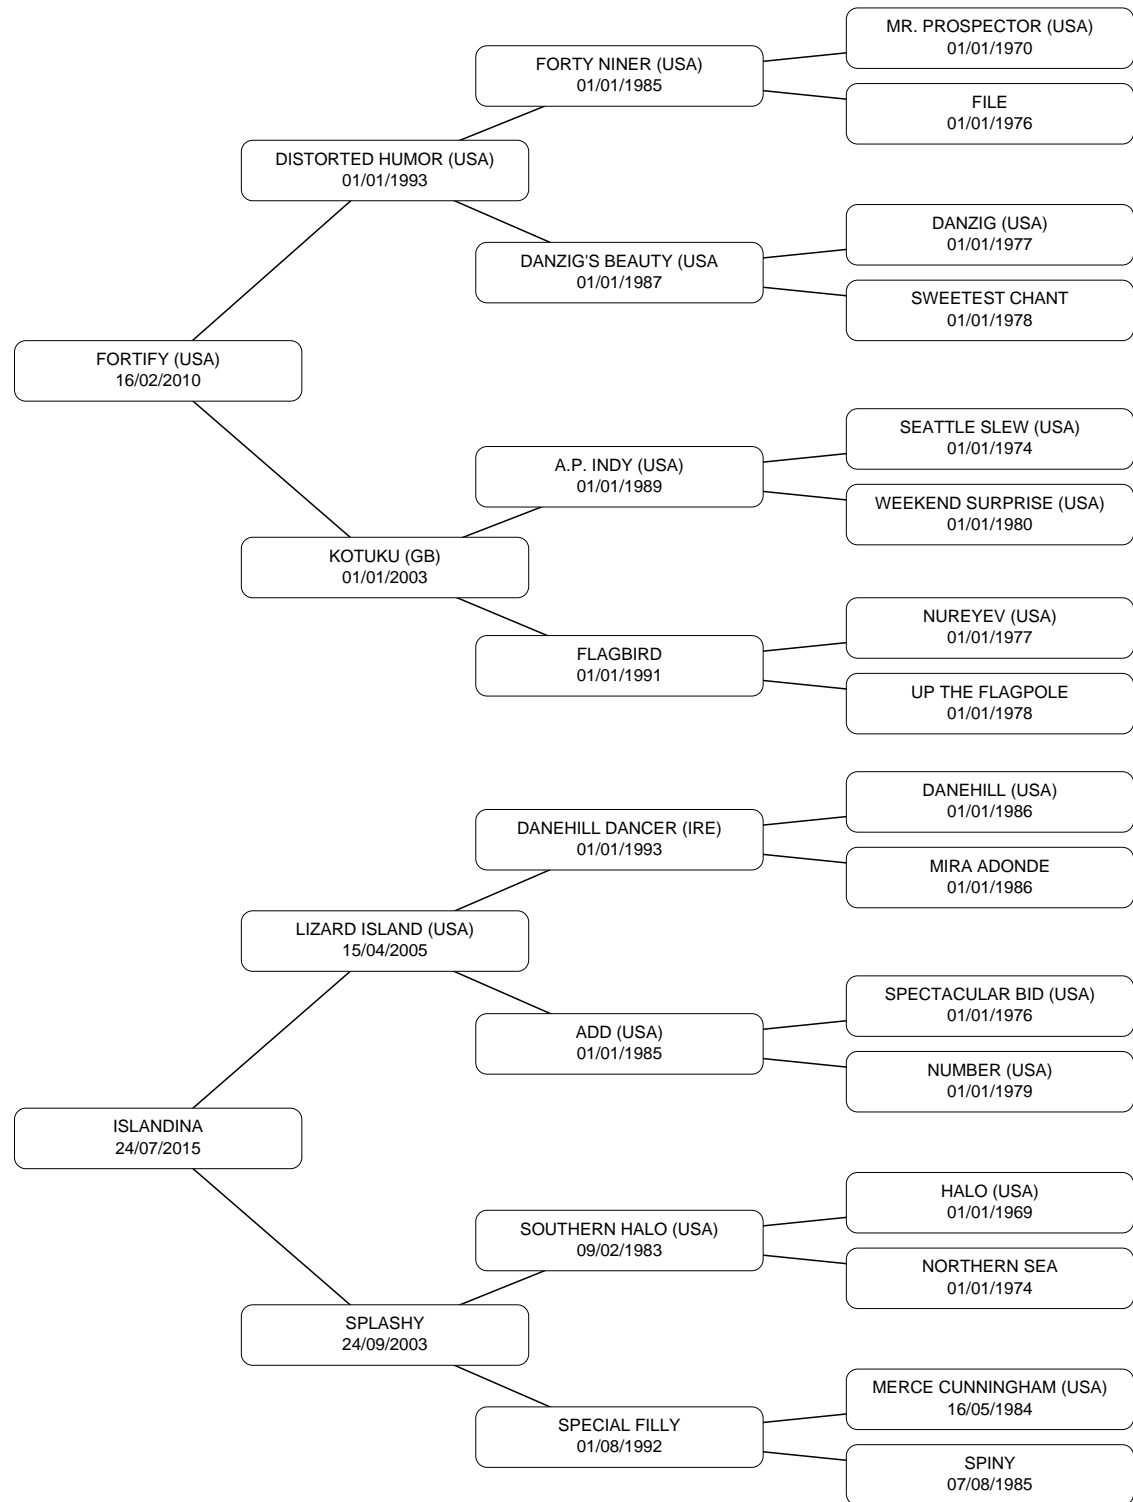 MR. PROSPECTOR (USA)
01/01/1970
FORTY NINER (USA)
01/01/1985
FILE
01/01/1976
DISTORTED HUMOR (USA)
01/01/1993
DANZIG (USA)
01/01/1977
DANZIG'S BEAUTY (USA
01/01/1987
SWEETEST CHANT
01/01/1978
FORTIFY (USA)
16/02/2010
SEATTLE SLEW (USA)
01/01/1974
A.P. INDY (USA)
01/01/1989
WEEKEND SURPRISE (USA)
01/01/1980
KOTUKU (GB)
01/01/2003
NUREYEV (USA)
01/01/1977
FLAGBIRD
01/01/1991
UP THE FLAGPOLE
01/01/1978
DANEHILL (USA)
01/01/1986
DANEHILL DANCER (IRE)
01/01/1993
MIRA ADONDE
01/01/1986
LIZARD ISLAND (USA)
15/04/2005
SPECTACULAR BID (USA)
01/01/1976
ADD (USA)
01/01/1985
NUMBER (USA)
01/01/1979
ISLANDINA
24/07/2015
HALO (USA)
01/01/1969
SOUTHERN HALO (USA)
09/02/1983
NORTHERN SEA
01/01/1974
SPLASHY
24/09/2003
MERCE CUNNINGHAM (USA)
16/05/1984
SPECIAL FILLY
01/08/1992
SPINY
07/08/1985